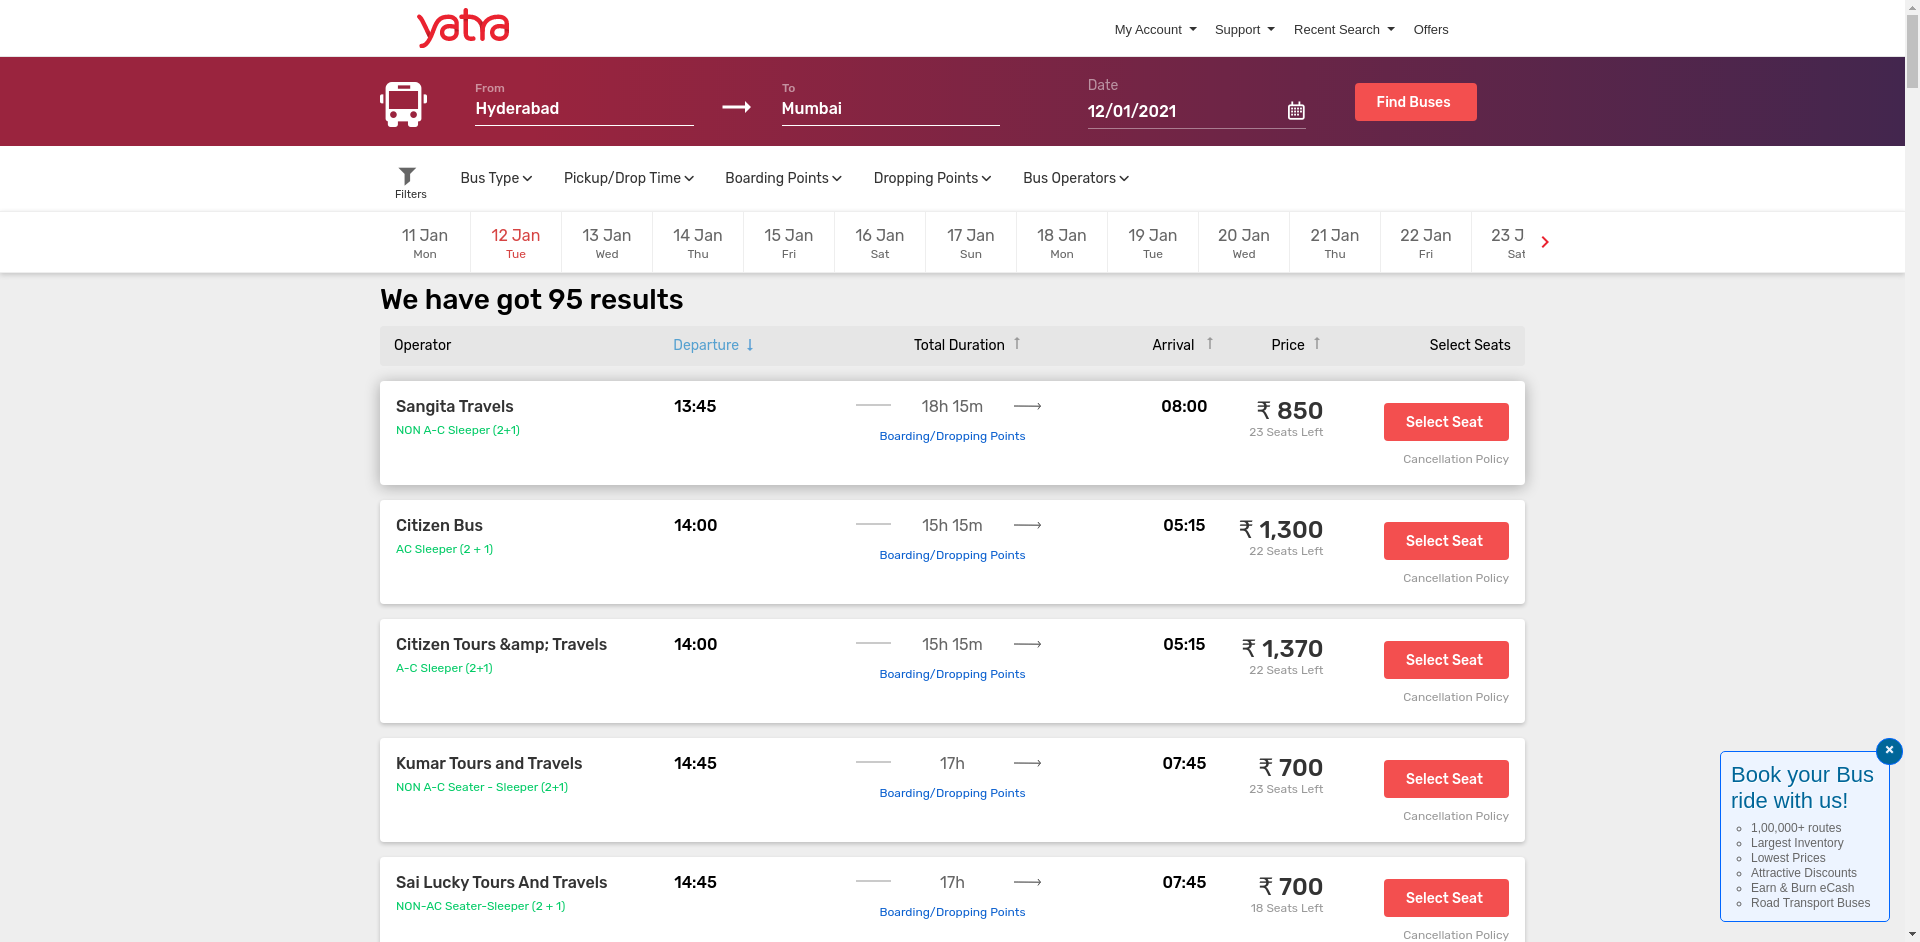 yatra
My Account Support Recent Search Offers
From
Hyderabad
To
Mumbai
Date
12/01/2021
Find Buses
Filters
Bus Type Pickup/Drop Time Boarding Points Dropping Points Bus Operators
11 Jan 12 Jan 13 Jan 14 Jan 15 Jan 16 Jan 17 Jan 18 Jan 19 Jan 20 Jan 21 Jan 22 Jan 23 J
Mon Tue Wed Thu Fri Sat Sun Mon Tue Wed Thu Fri Sat
We have got 95 results
Operator Departure ↓ Total Duration ↑ Arrival ↑ Price ↑ Select Seats
Sangita Travels 13:45 18h 15m 08:00 ₹ 850 Select Seat
NON A-C Sleeper (2+1) Boarding/Dropping Points 23 Seats Left
Cancellation Policy
Citizen Bus 14:00 15h 15m 05:15 ₹ 1,300 Select Seat
AC Sleeper (2 + 1) Boarding/Dropping Points 22 Seats Left
Cancellation Policy
Citizen Tours &amp; Travels 14:00 15h 15m 05:15 ₹ 1,370 Select Seat
A-C Sleeper (2+1) Boarding/Dropping Points 22 Seats Left
Cancellation Policy
Kumar Tours and Travels 14:45 17h 07:45 ₹ 700 Select Seat
NON A-C Seater - Sleeper (2+1) Boarding/Dropping Points 23 Seats Left
Cancellation Policy
Sai Lucky Tours And Travels 14:45 17h 07:45 ₹ 700 Select Seat
NON-AC Seater-Sleeper (2 + 1) Boarding/Dropping Points 18 Seats Left
Cancellation Policy
Book your Bus
ride with us!
1,00,000+ routes
Largest Inventory
Lowest Prices
Attractive Discounts
Earn & Burn eCash
Road Transport Buses